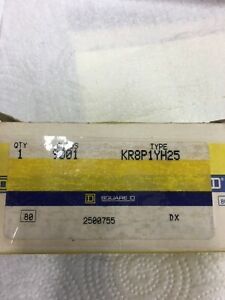 QTY TYPE
1 9001 KR8P1YH25
D SQUARE D
80 2500755 DX